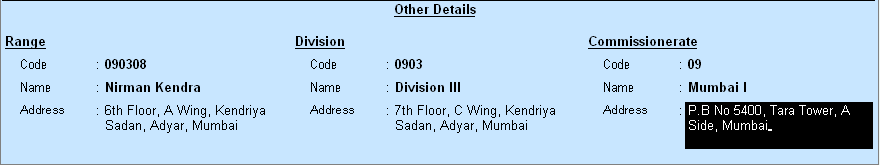 Other Details
Range Division Commissionerate
Code : 090308 Code : 0903 Code : 09
Name : Nirman Kendra Name : Division III Name : Mumbai I
Address : 6th Floor, A Wing, Kendriya Address : 7th Floor, C Wing, Kendriya Address : P.B No 5400, Tara Tower, A
Sadan, Adyar, Mumbai Sadan, Adyar, Mumbai Side, Mumbai.